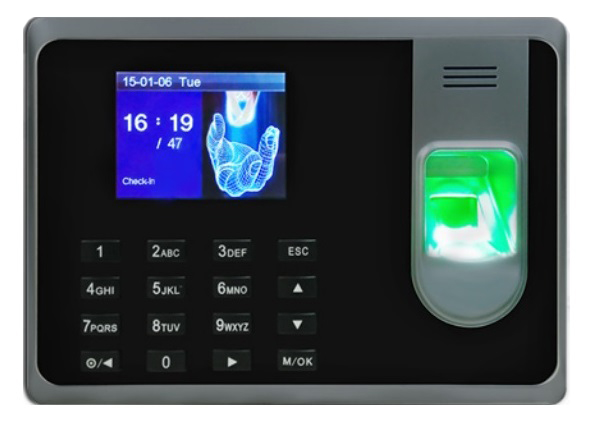 15-01-06 Tue
16 : 19
/ 47
Check-In
1 2ABC 3DEF ESC
4GHI 5JKL 6MNO ▲
7PQRS 8TUV 9WXYZ ▼
◎/◀ 0 ▶ M/OK